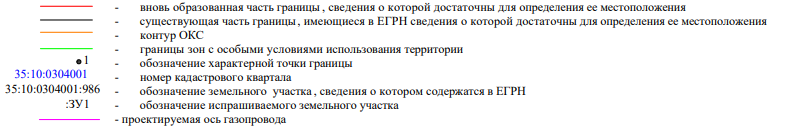 - вновь образованная часть границы, сведения о которой достаточны для определения ее местоположения
- существующая часть границы, имеющиеся в ЕГРН сведения о которой достаточны для определения ее местоположения
- контур ОКС
- границы зон с особыми условиями использования территории
1 - обозначение характерной точки границы
35:10:0304001 - номер кадастрового квартала
35:10:0304001:986 - обозначение земельного участка, сведения о котором содержатся в ЕГРН
:ЗУ1 - обозначение испрашиваемого земельного участка
- проектируемая ось газопровода